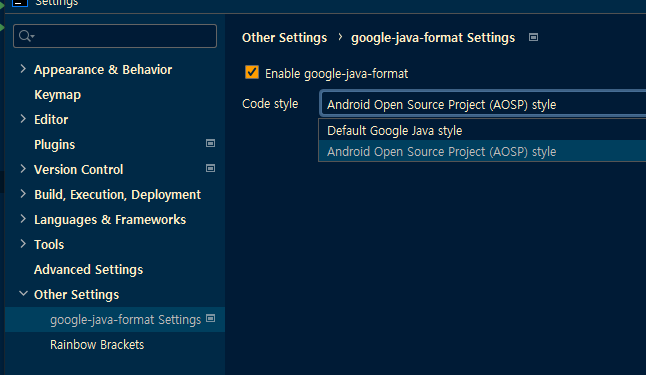 Settings
Other Settings › google-java-format Settings
Appearance & Behavior
Keymap
Editor
Plugins
Version Control
Build, Execution, Deployment
Languages & Frameworks
Tools
Advanced Settings
Other Settings
google-java-format Settings
Rainbow Brackets
Enable google-java-format
Code style
Android Open Source Project (AOSP) style
Default Google Java style
Android Open Source Project (AOSP) style